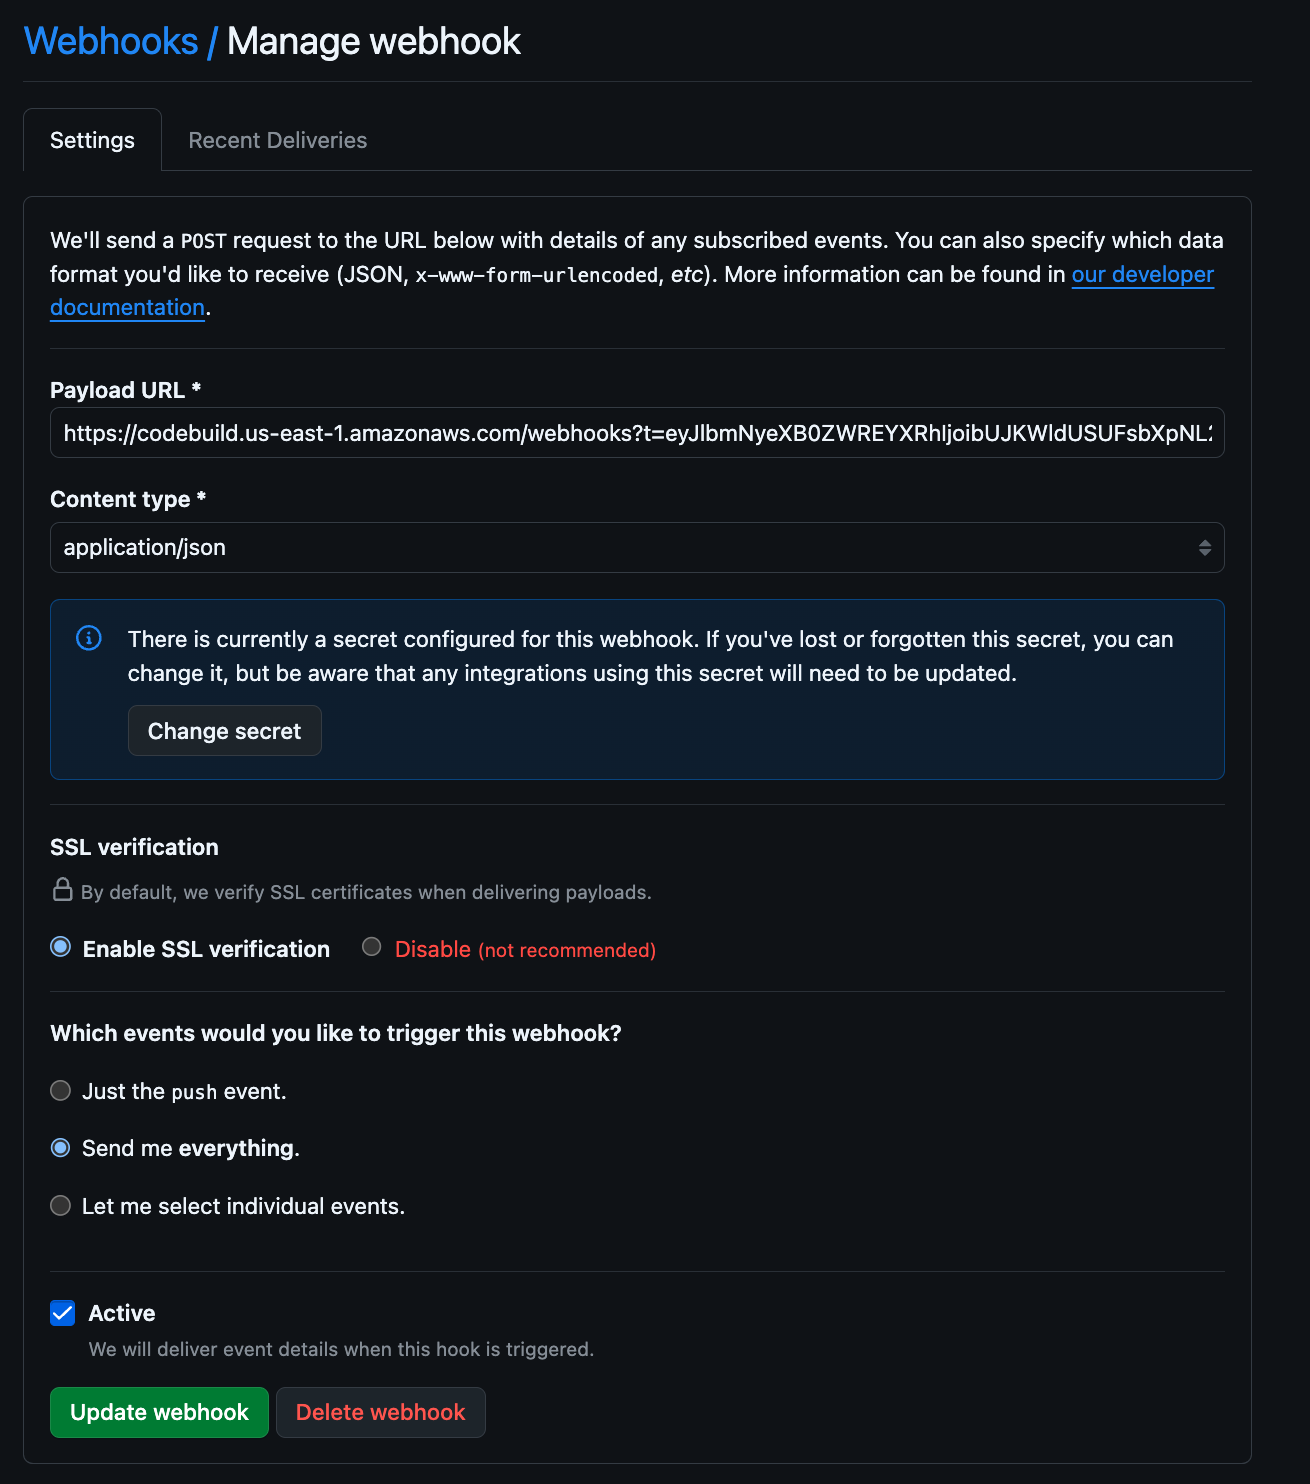 Webhooks / Manage webhook
Settings
Recent Deliveries
We'll send a POST request to the URL below with details of any subscribed events. You can also specify which data
format you'd like to receive (JSON, x-www-form-urlencoded, etc). More information can be found in our developer
documentation.
Payload URL *
https://codebuild.us-east-1.amazonaws.com/webhooks?t=eyJlbmNyeXB0ZWREYXRhIjoibUJKWldUSUFsbXpNL2
Content type *
application/json
There is currently a secret configured for this webhook. If you've lost or forgotten this secret, you can
change it, but be aware that any integrations using this secret will need to be updated.
Change secret
SSL verification
By default, we verify SSL certificates when delivering payloads.
Enable SSL verification
Disable (not recommended)
Which events would you like to trigger this webhook?
Just the push event.
Send me everything.
Let me select individual events.
Active
We will deliver event details when this hook is triggered.
Update webhook
Delete webhook